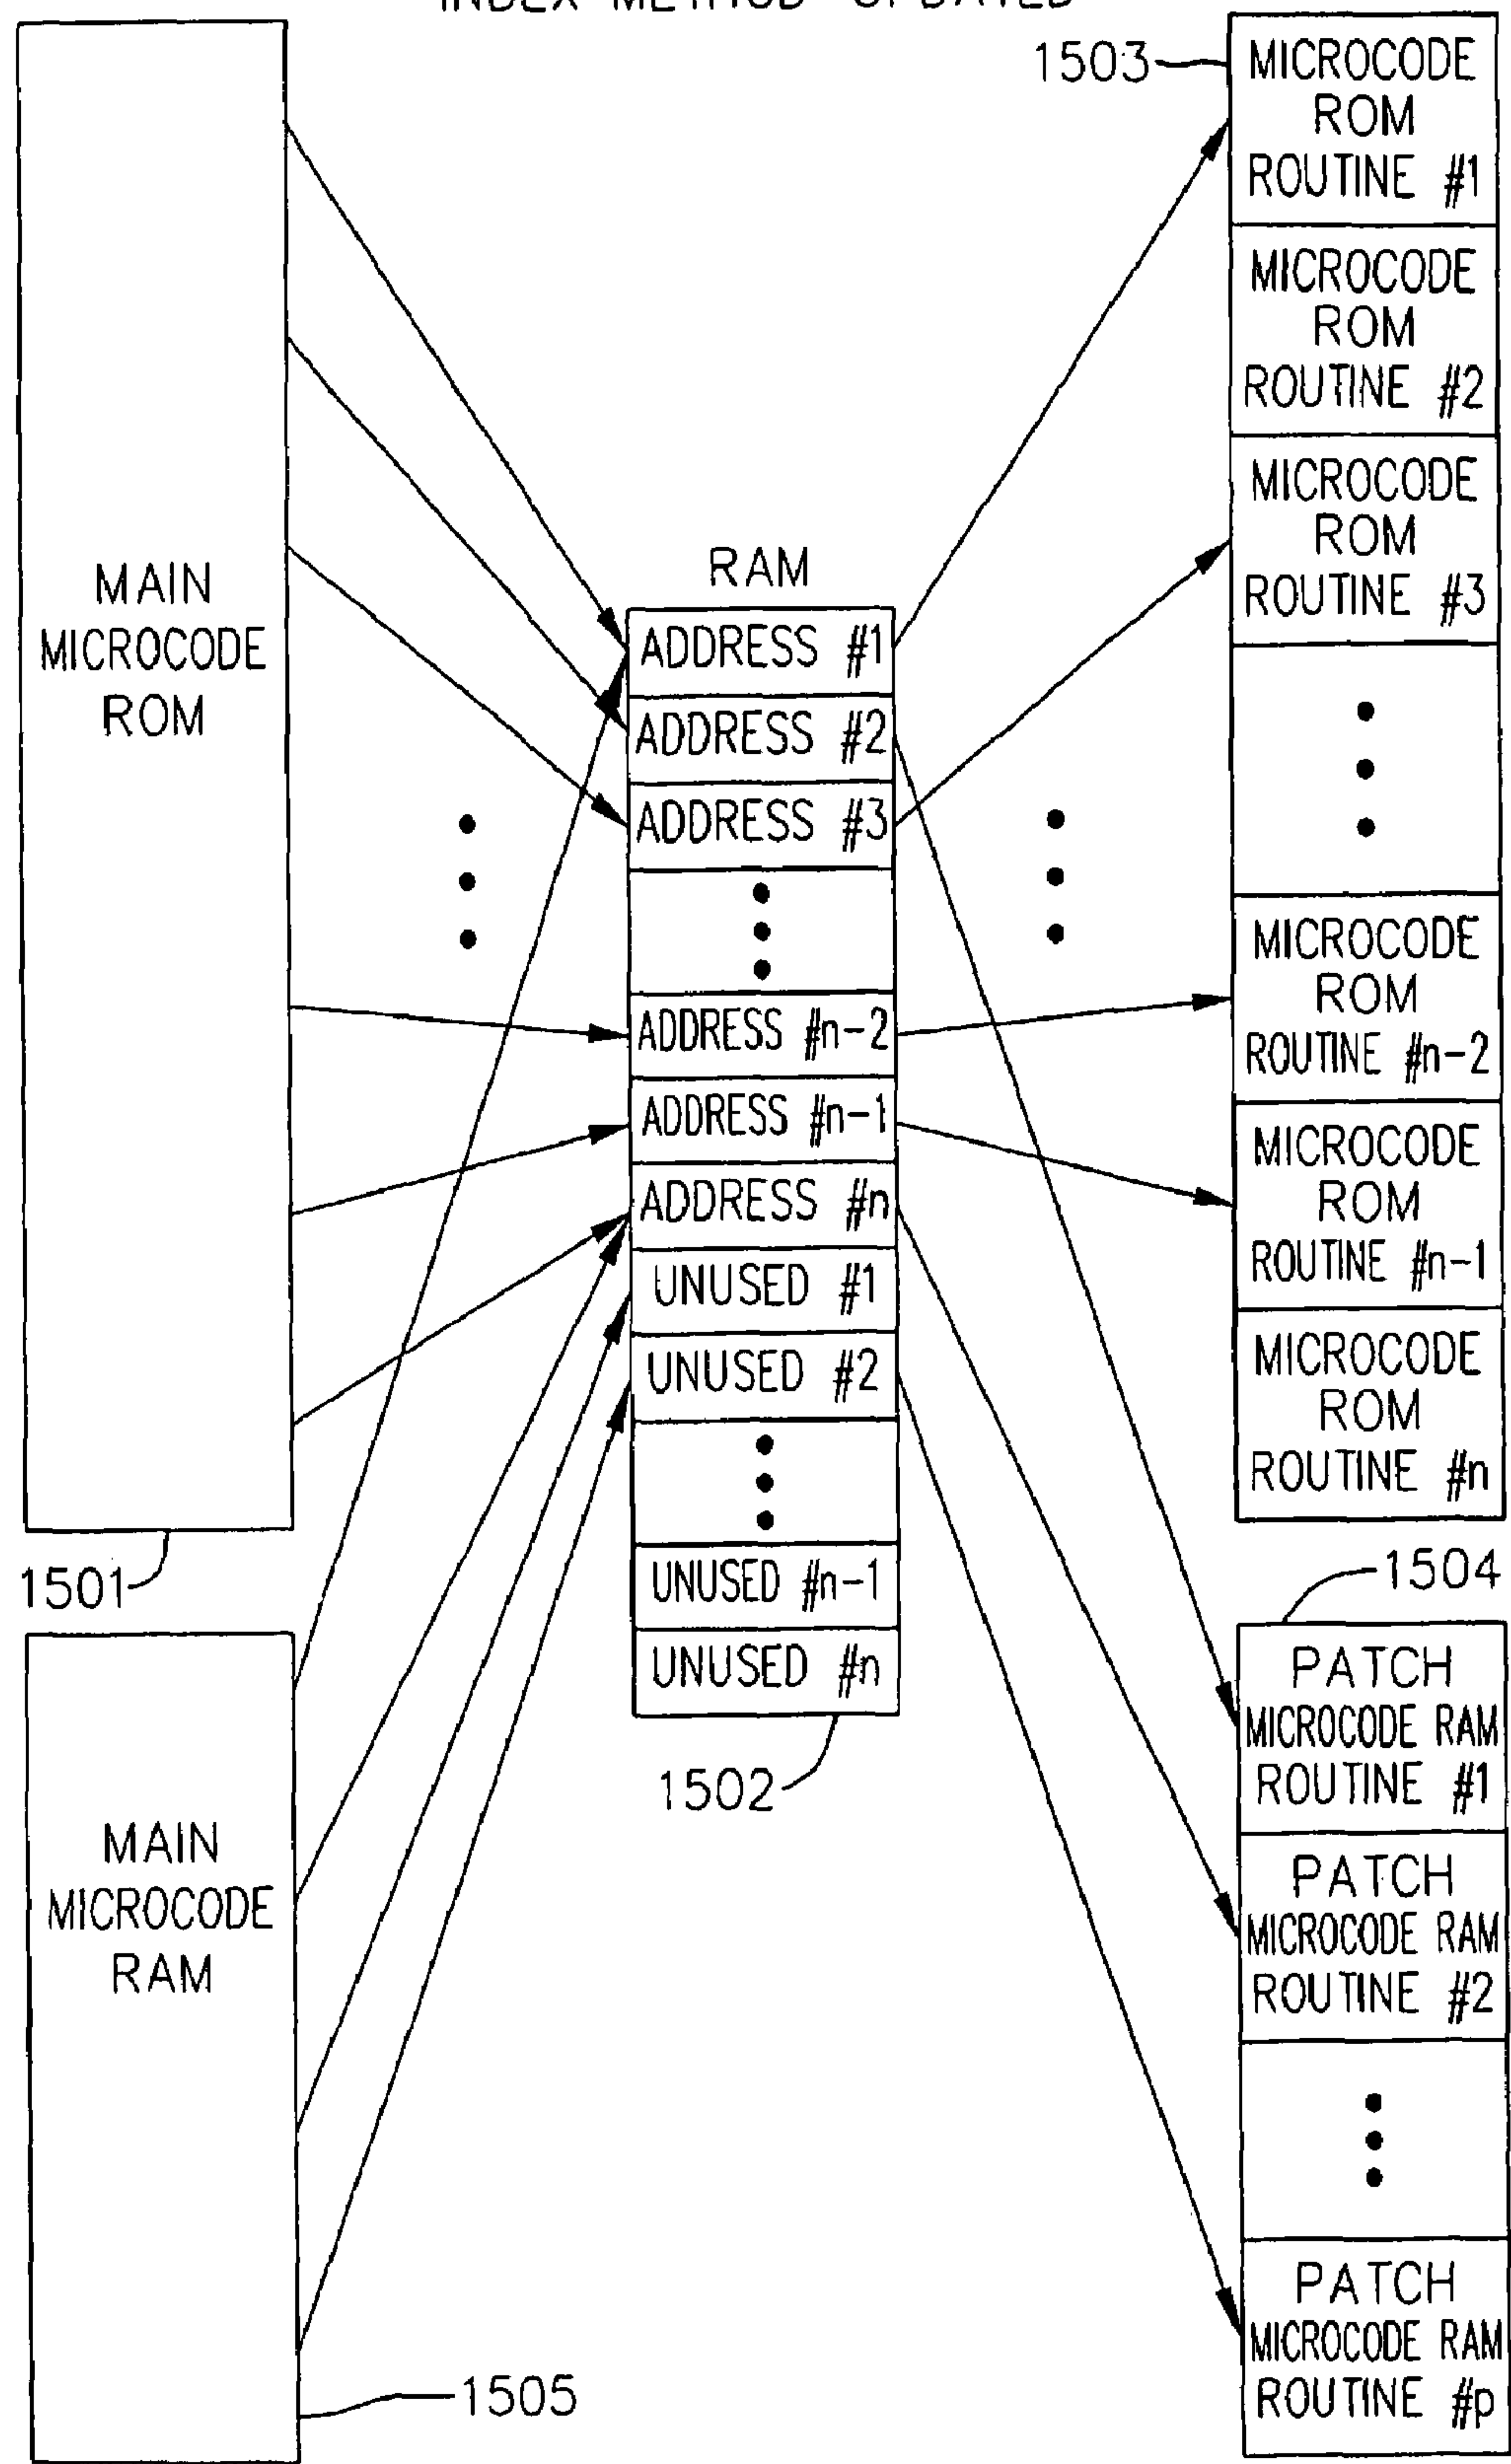 INDEX METHOD UPDATED
1503
MICROCODE
ROM
ROUTINE #1
MICROCODE
ROM
ROUTINE #2
MICROCODE
ROM
ROUTINE #3
MICROCODE
ROM
ROUTINE #n-2
MICROCODE
ROM
ROUTINE #n-1
MICROCODE
ROM
ROUTINE #n
MAIN
MICROCODE
ROM
1501
RAM
ADDRESS #1
ADDRESS #2
ADDRESS #3
ADDRESS #n-2
ADDRESS #n-1
ADDRESS #n
UNUSED #1
UNUSED #2
UNUSED #n-1
UNUSED #n
1502
1504
PATCH
MICROCODE RAM
ROUTINE #1
PATCH
MICROCODE RAM
ROUTINE #2
PATCH
MICROCODE RAM
ROUTINE #p
MAIN
MICROCODE
RAM
1505